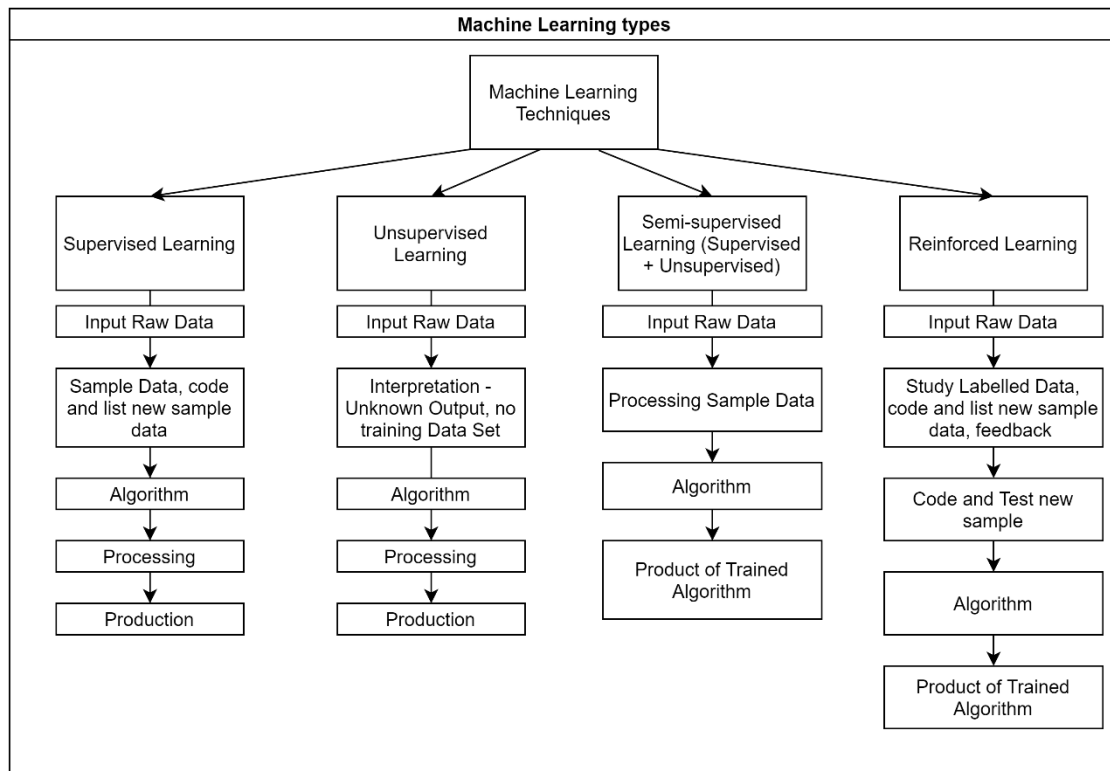 Machine Learning types
Machine Learning
Techniques
Supervised Learning
Unsupervised
Learning
Semi-supervised
Learning (Supervised
+ Unsupervised)
Reinforced Learning
Input Raw Data
Input Raw Data
Input Raw Data
Input Raw Data
Sample Data, code
and list new sample
data
Interpretation -
Unknown Output, no
training Data Set
Processing Sample Data
Study Labelled Data,
code and list new sample
data, feedback
Algorithm
Algorithm
Algorithm
Code and Test new
sample
Processing
Processing
Product of Trained
Algorithm
Algorithm
Production
Production
Product of Trained
Algorithm